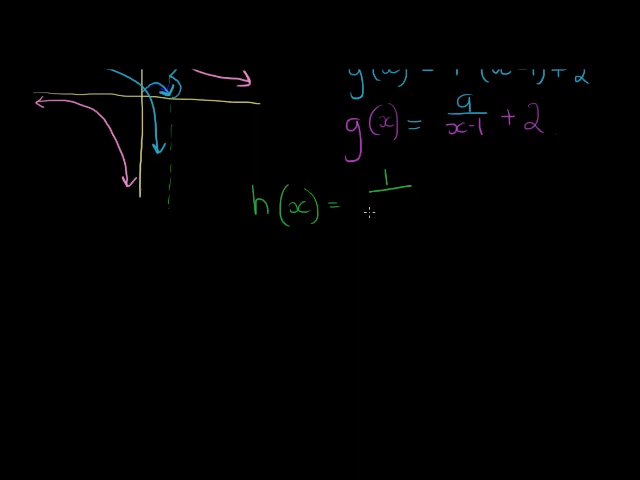 g(x) = 9/(x-1) + 2
h(x) = 1/